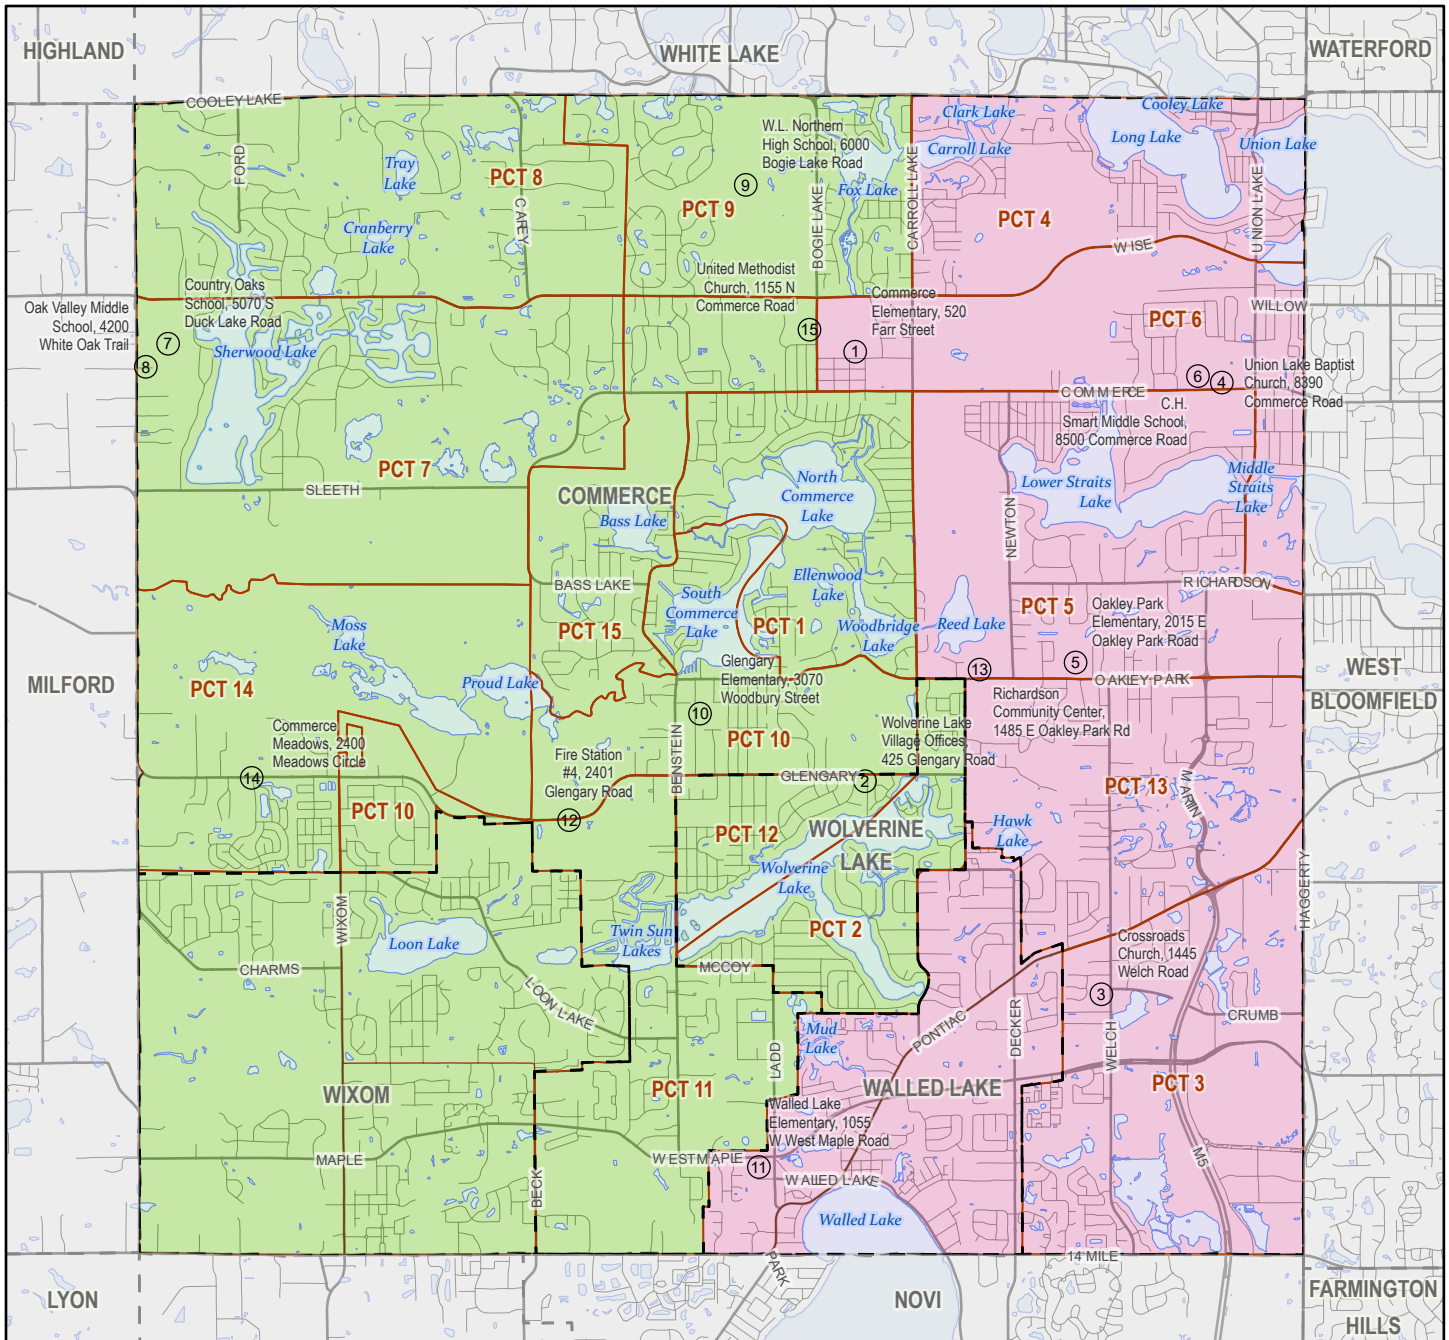 HIGHLAND
WHITE LAKE
WATERFORD
COOLEY LAKE
Cooley Lake
Clark Lake
W.L. Northern
High School, 6000
Bogie Lake Road
Carroll Lake
Long Lake
Union Lake
FORD
Tray
Lake
PCT 8
CAREY
9
PCT 9
Fox Lake
BOGIE LAKE
CARROLL LAKE
PCT 4
UNION LAKE
Cranberry
Lake
WISE
Country Oaks
School, 5070 S
Duck Lake Road
United Methodist
Church, 1155 N
Commerce Road
Commerce
Elementary, 520
Farr Street
Oak Valley Middle
School, 4200
White Oak Trail
WILLOW
PCT 6
15
7
8
1
Sherwood Lake
6
4
Union Lake Baptist
Church, 8390
Commerce Road
COMMERCE
C.H.
Smart Middle School,
8500 Commerce Road
PCT 7
SLEETH
COMMERCE
Bass Lake
North
Commerce
Lake
Lower Straits
Lake
Middle
Straits
Lake
NEWTON
BASS LAKE
RICHARDSON
Ellenwood
Lake
South
Commerce
Lake
PCT 5
Oakley Park
Elementary, 2015 E
Oakley Park Road
Moss
Lake
PCT 15
PCT 1
Woodbridge
Lake
Reed Lake
MILFORD
PCT 14
Proud Lake
Glengary
Elementary, 3070
Woodbury Street
13
5
OAKLEY PARK
WEST
BLOOMFIELD
Richardson
Community Center,
1485 E Oakley Park Rd
Commerce
Meadows, 2400
Meadows Circle
10
PCT 10
Wolverine Lake
Village Offices,
425 Glengary Road
Fire Station
#4, 2401
Glengary Road
BENSTEIN
14
GLENGARY
2
PCT 13
MARTIN
PCT 10
12
PCT 12
WOLVERINE
LAKE
Hawk
Lake
Wolverine
Lake
HAGGERTY
WIXOM
Loon Lake
Twin Sun
Lakes
PCT 2
Crossroads
Church, 1445
Welch Road
CHARMS
MCCOY
LOON LAKE
3
CRUMB
Mud
Lake
PONTIAC
DECKER
WELCH
LADD
WIXOM
PCT 11
WALLED LAKE
PCT 3
Walled Lake
Elementary, 1055
W West Maple Road
MAPLE
WEST MAPLE
11
M5
WALLED LAKE
BECK
Walled Lake
14 MILE
PARK
LYON
NOVI
FARMINGTON
HILLS